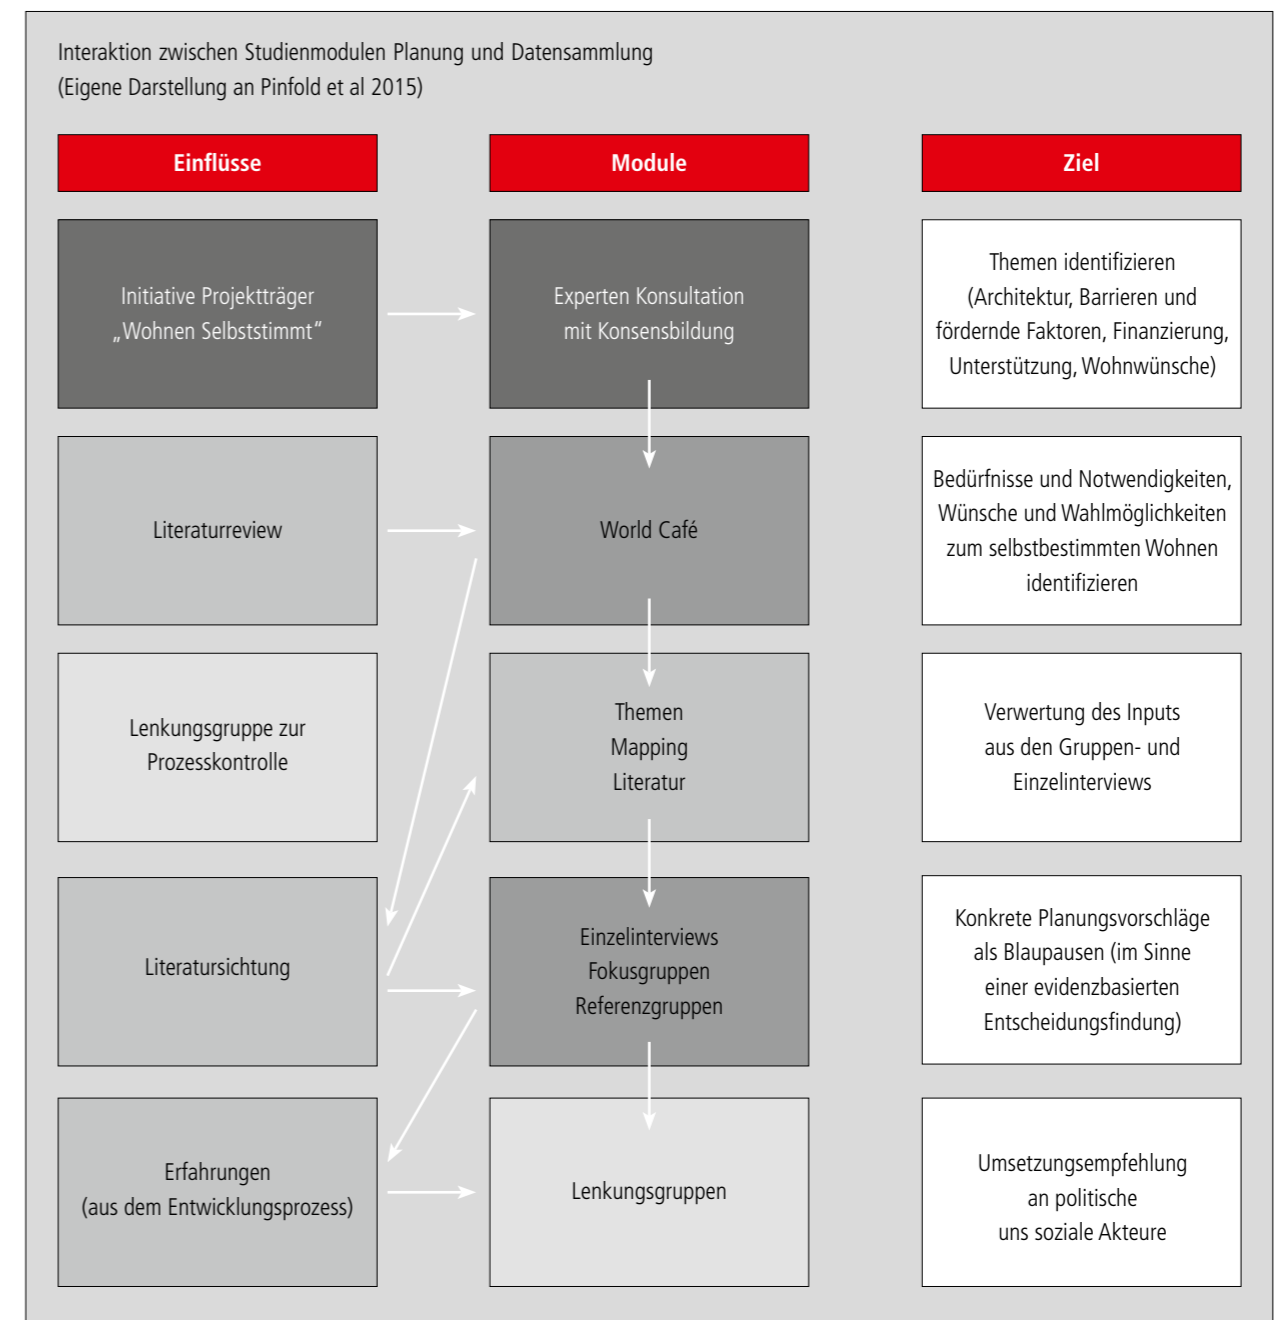 Interaktion zwischen Studienmodulen Planung und Datensammlung
(Eigene Darstellung an Pinfold et al 2015)
Einflüsse
Module
Ziel
Initiative Projektträger
„Wohnen Selbststimmt“
Experten Konsultation
mit Konsensbildung
Themen identifizieren
(Architektur, Barrieren und
fördernde Faktoren, Finanzierung,
Unterstützung, Wohnwünsche)
Literaturreview
World Café
Bedürfnisse und Notwendigkeiten,
Wünsche und Wahlmöglichkeiten
zum selbstbestimmten Wohnen
identifizieren
Lenkungsgruppe zur
Prozesskontrolle
Themen
Mapping
Literatur
Verwertung des Inputs
aus den Gruppen- und
Einzelinterviews
Literatursichtung
Einzelinterviews
Fokusgruppen
Referenzgruppen
Konkrete Planungsvorschläge
als Blaupausen (im Sinne
einer evidenzbasierten
Entscheidungsfindung)
Erfahrungen
(aus dem Entwicklungsprozess)
Lenkungsgruppen
Umsetzungsempfehlung
an politische
uns soziale Akteure